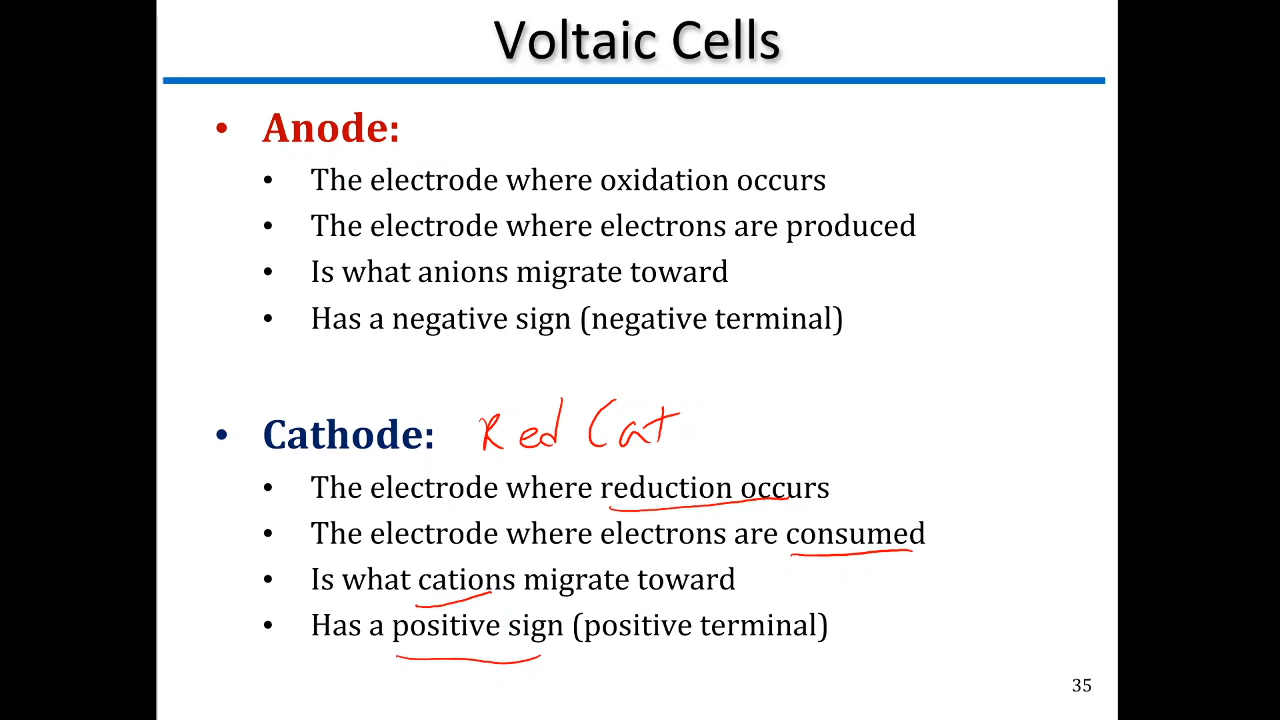 Voltaic Cells
• Anode:
• The electrode where oxidation occurs
• The electrode where electrons are produced
• Is what anions migrate toward
• Has a negative sign (negative terminal)
• Cathode: Red Cat
• The electrode where reduction occurs
• The electrode where electrons are consumed
• Is what cations migrate toward
• Has a positive sign (positive terminal)
35